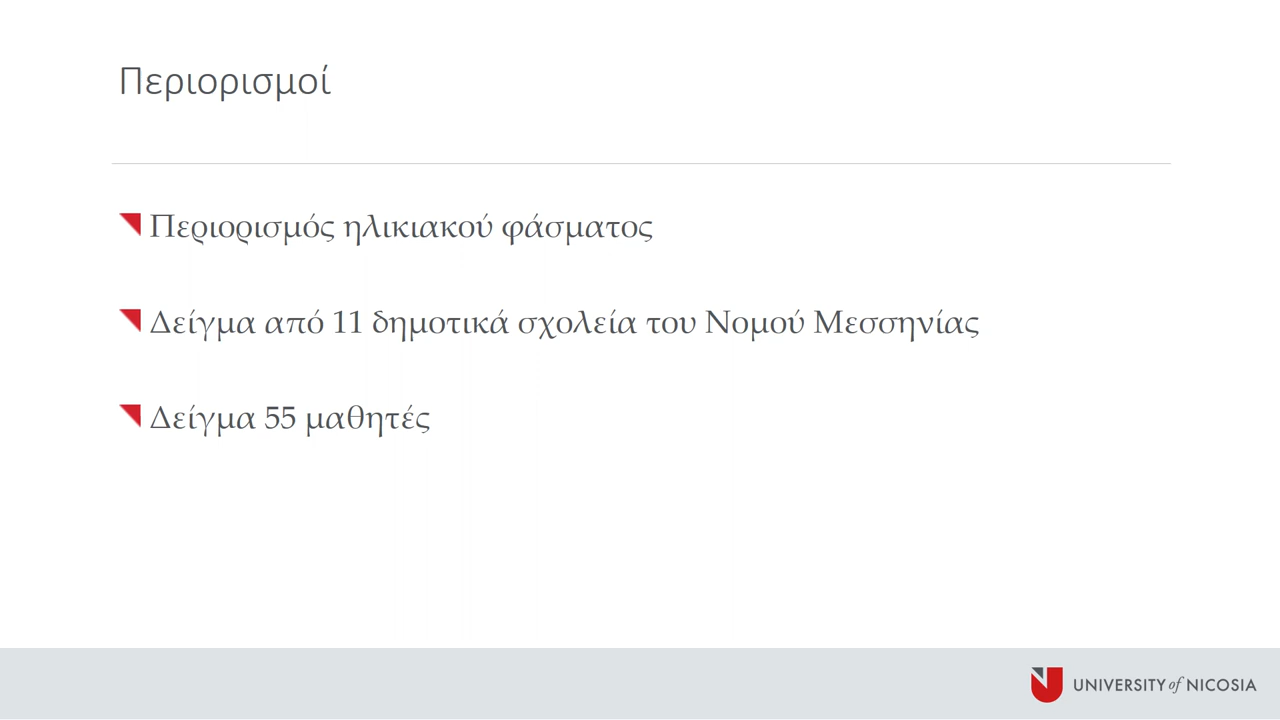 Περιορισμοί
Περιορισμός ηλικιακού φάσματος
Δείγμα από 11 δημοτικά σχολεία του Νομού Μεσσηνίας
Δείγμα 55 μαθητές
UNIVERSITY of NICOSIA